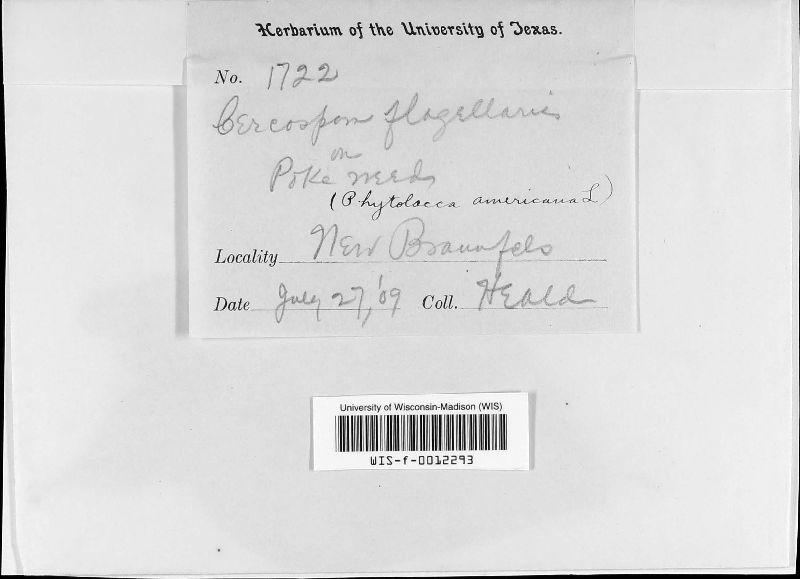 Herbarium of the University of Texas.
No. 1722
Cercospora flagellaris
on
Poke weed
(Phytolacca americana L)
Locality New Braunfels
Date July 27, '09 Coll. Heald
University of Wisconsin-Madison (WIS)
WIS-f-0012293